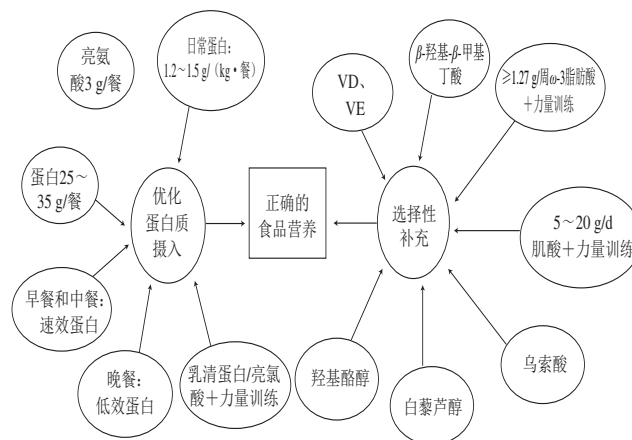 亮氨
酸3 g/餐
日常蛋白：
1.2～1.5 g/（kg·餐）
VD、
VE
β-羟基-β-甲基
丁酸
≥1.27 g/周ω-3脂肪酸
＋力量训练
蛋白25～
35 g/餐
优化
蛋白质
摄入
正确的
食品营养
选择性
补充
5～20 g/d
肌酸＋力量训练
早餐和中餐：
速效蛋白
晚餐：
低效蛋白
乳清蛋白/亮氯
酸＋力量训练
羟基酪醇
白藜芦醇
乌索酸